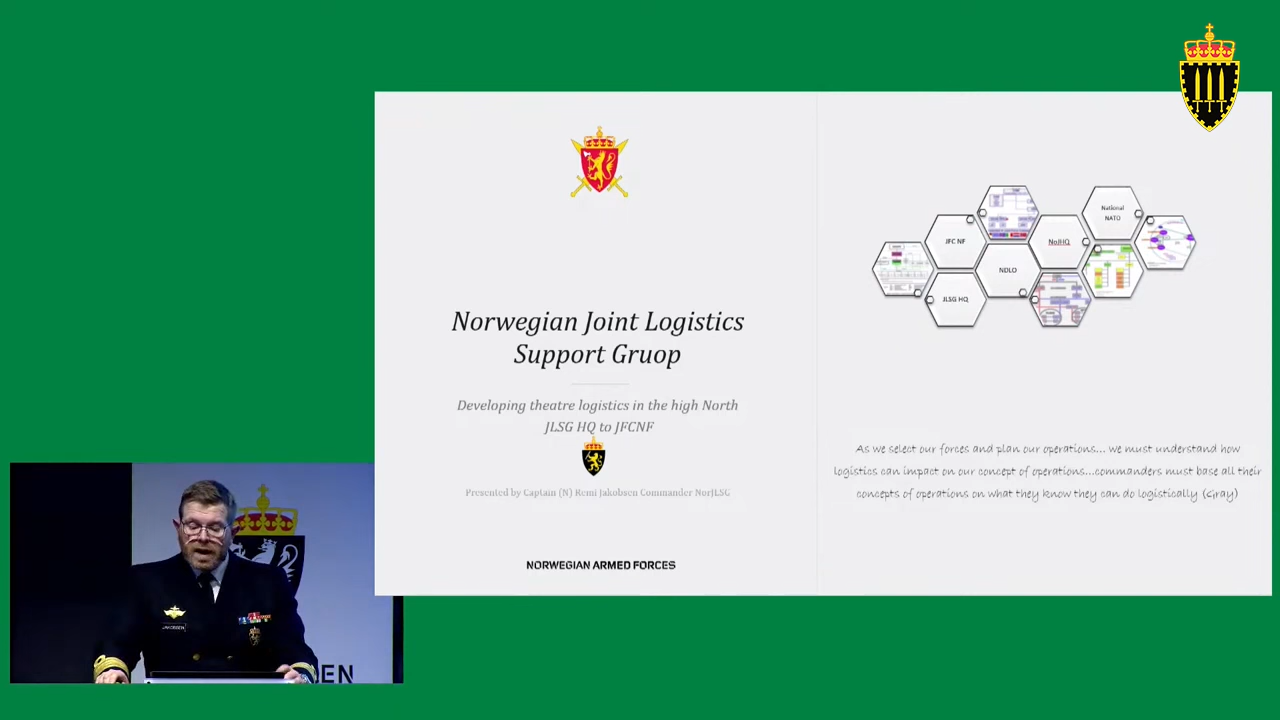 Norwegian Joint Logistics
Support Gruop
Developing theatre logistics in the high North
JLSG HQ to JFCNF
Presented by Captain (N) Remi Jakobsen Commander NorJLSG
NORWEGIAN ARMED FORCES
National
NATO
JFC NF
NoJHQ
NDLO
JLSG HQ
As we select our forces and plan our operations... we must understand how
logistics can impact on our concept of operations...commanders must base all their
concepts of operations on what they know they can do logistically (Gray)
JAKOBSEN
EN